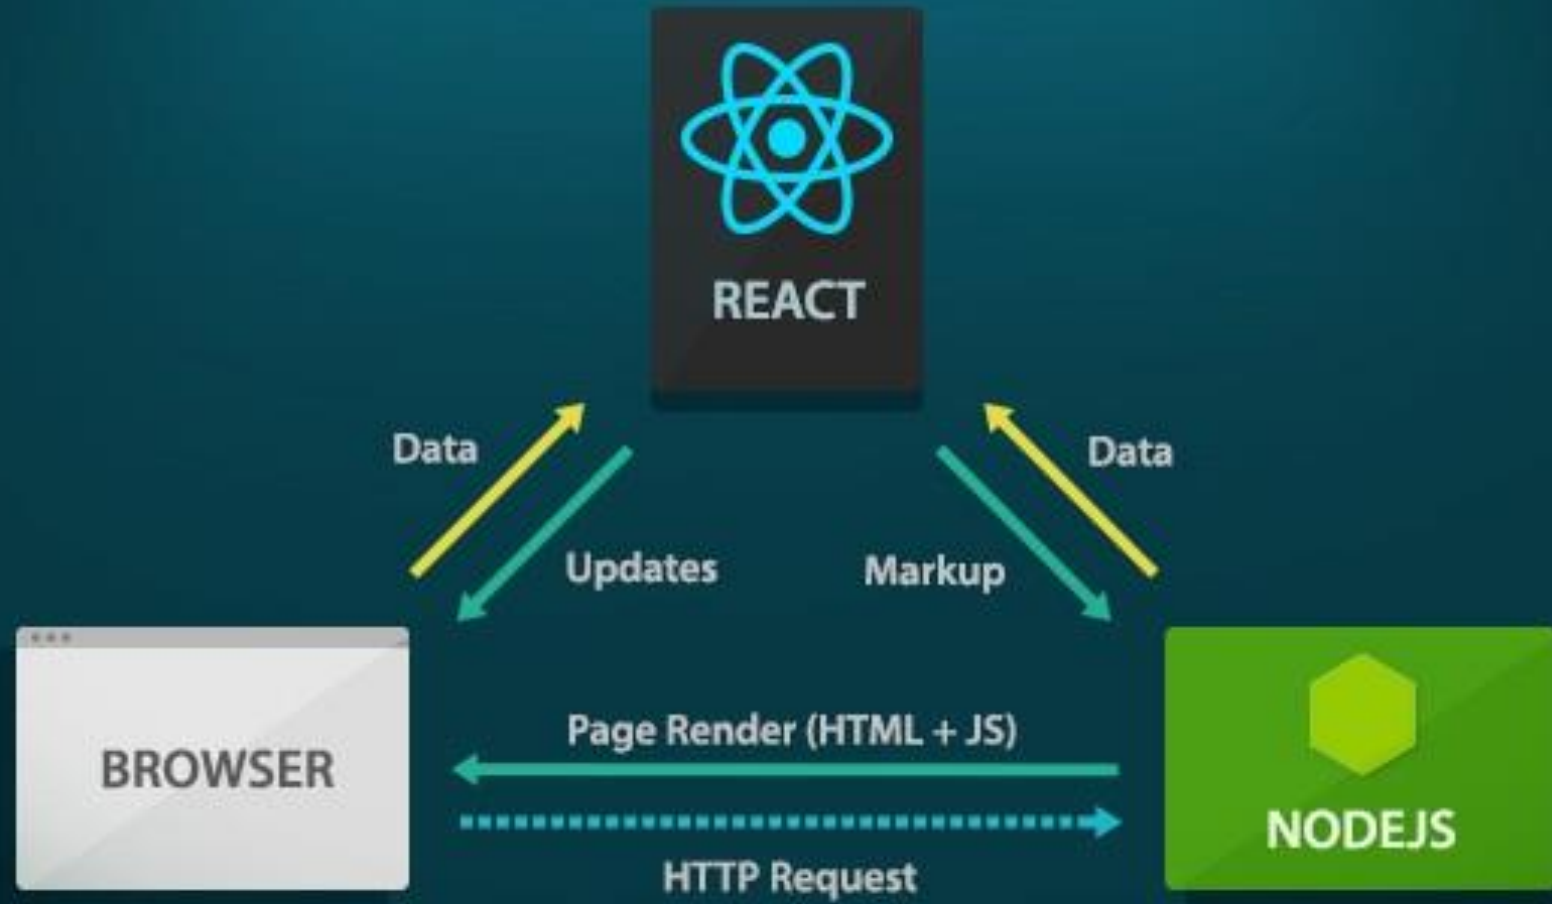 REACT
Data
Data
Updates
Markup
Page Render (HTML + JS)
BROWSER
NODEJS
HTTP Request